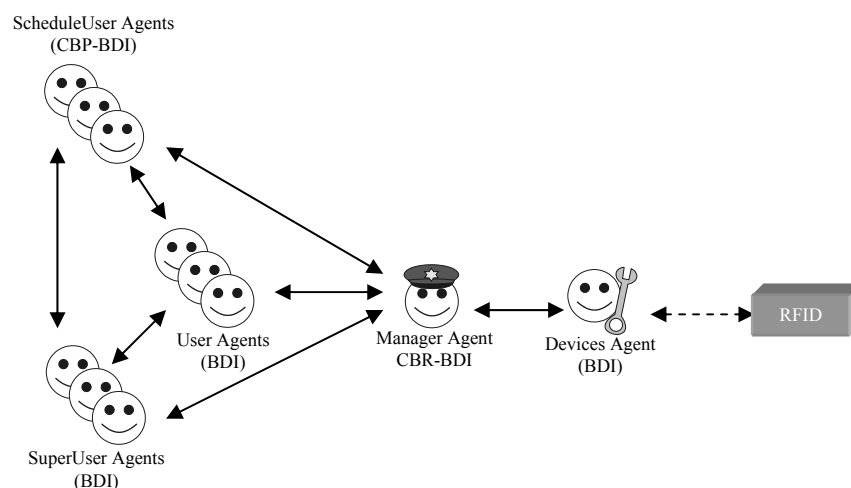 ScheduleUser Agents
(CBP-BDI)
User Agents
(BDI)
Manager Agent
CBR-BDI
Devices Agent
(BDI)
RFID
SuperUser Agents
(BDI)